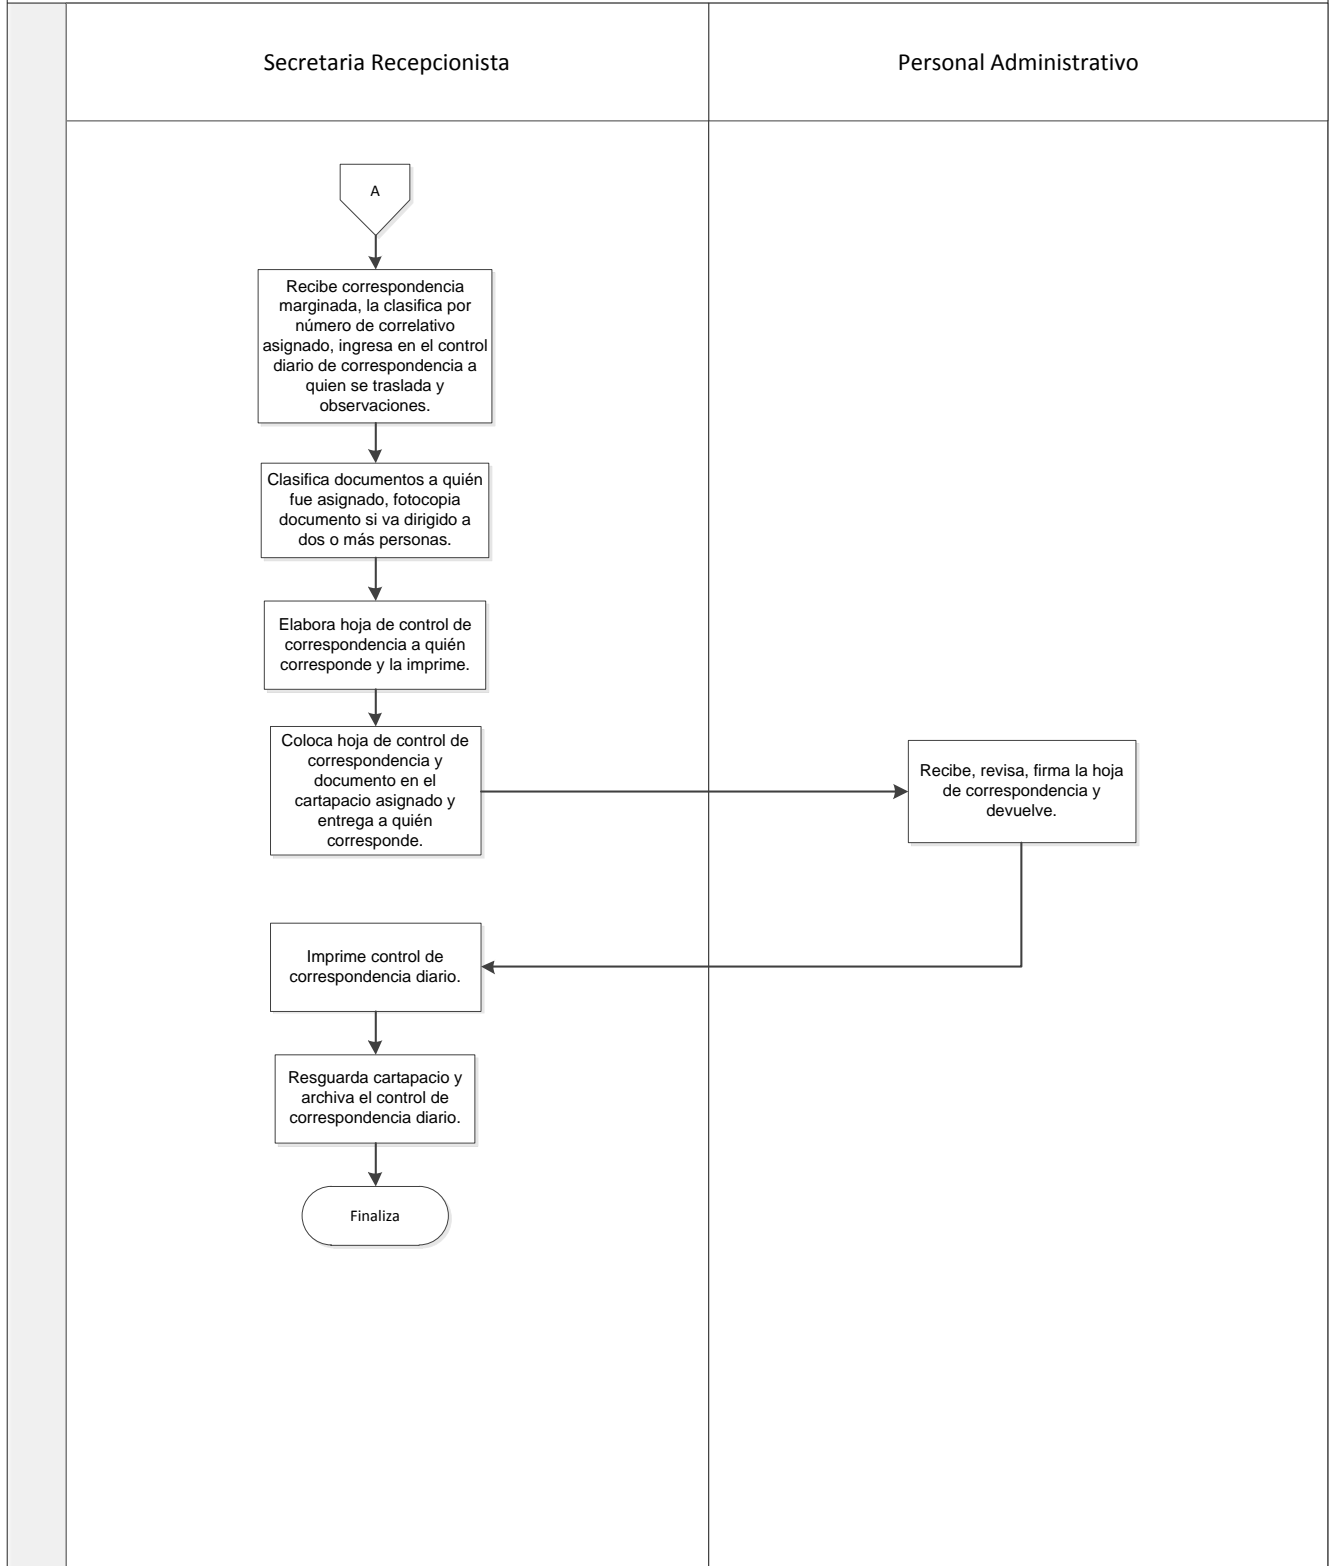 Secretaria Recepcionista
Personal Administrativo
A
Recibe correspondencia
marginada, la clasifica por
número de correlativo
asignado, ingresa en el control
diario de correspondencia a
quien se traslada y
observaciones.
Clasifica documentos a quién
fue asignado, fotocopia
documento si va dirigido a
dos o más personas.
Elabora hoja de control de
correspondencia a quién
corresponde y la imprime.
Coloca hoja de control de
correspondencia y
documento en el
cartapacio asignado y
entrega a quién
corresponde.
Recibe, revisa, firma la hoja
de correspondencia y
devuelve.
Imprime control de
correspondencia diario.
Resguarda cartapacio y
archiva el control de
correspondencia diario.
Finaliza